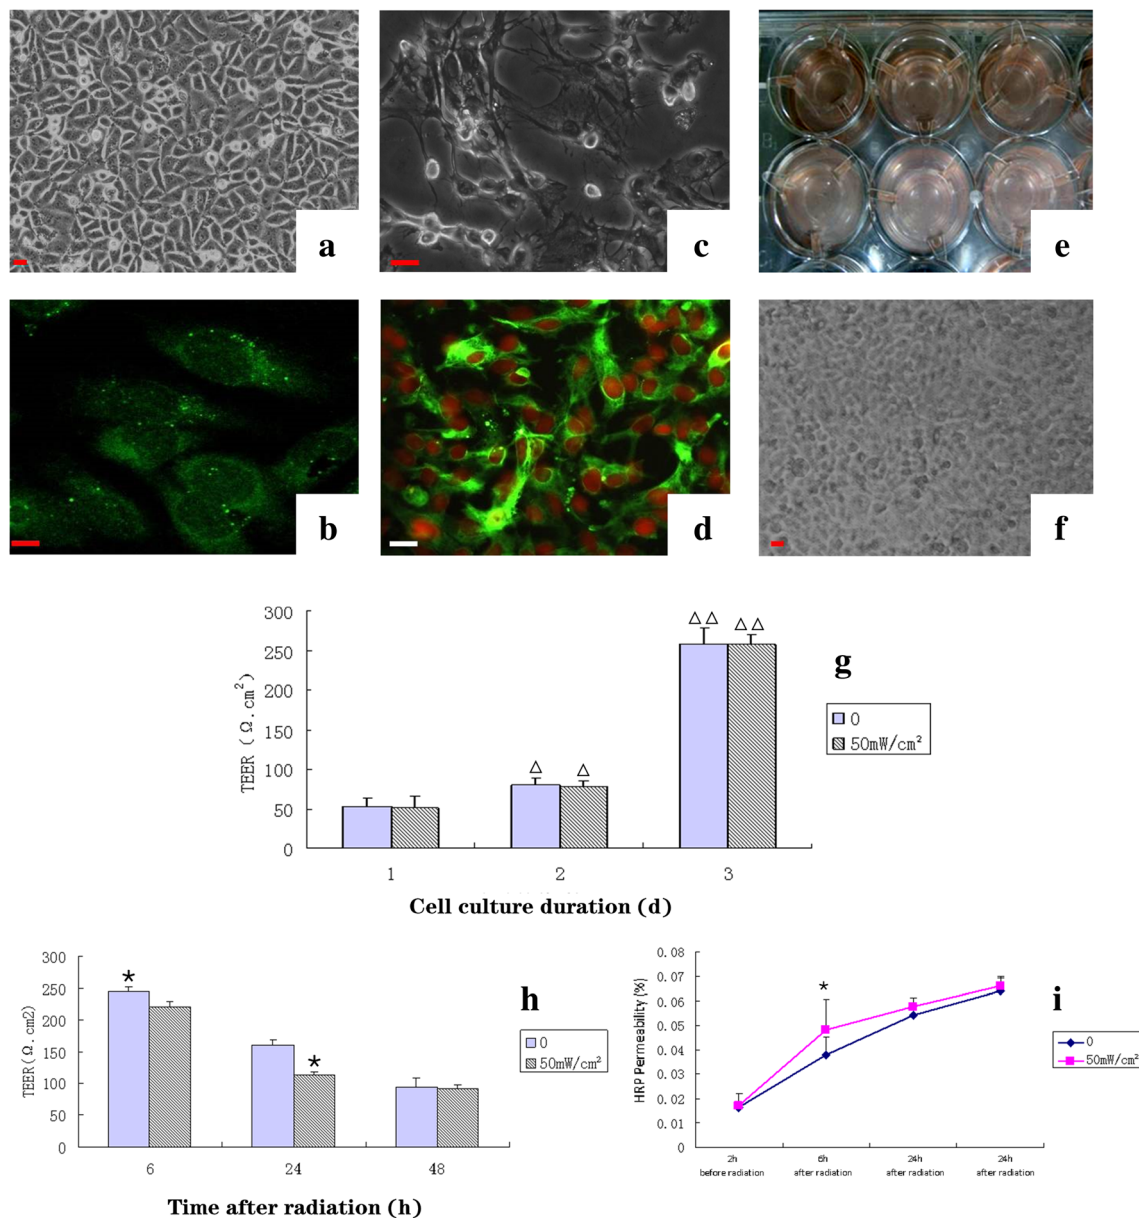 a
c
e
b
d
f
g
300
250
200
150
100
50
0
TEER (Ω.cm²)
△ △
△ △
△
△
0
50mW/cm²
1
2
3
Cell culture duration (d)
h
300
250
200
150
100
50
0
TEER(Ω.cm2)
*
*
0
50mW/cm²
6
24
48
Time after radiation (h)
i
0.08
0.07
0.06
0.05
0.04
0.03
0.02
0.01
0
HRP Permeability (%)
*
0
50mW/cm²
2h
before radiation
6h
after radiation
24h
after radiation
24h
after radiation